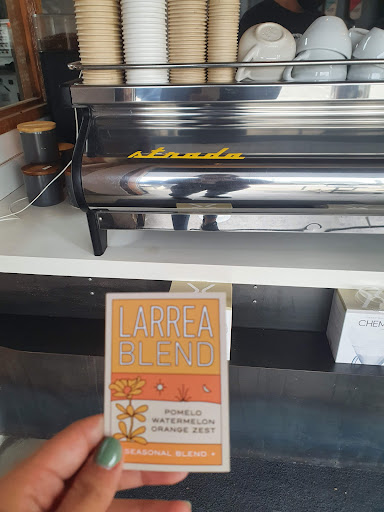 strada
CHEM
LARREA
BLEND
POMELO
WATERMELON
ORANGE ZEST
SEASONAL BLEND